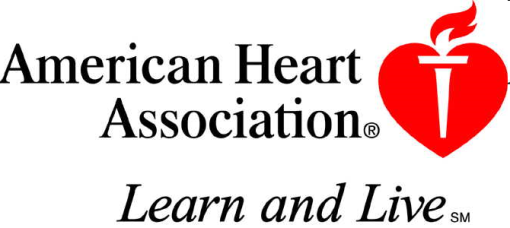 American Heart
Association®
Learn and Live℠